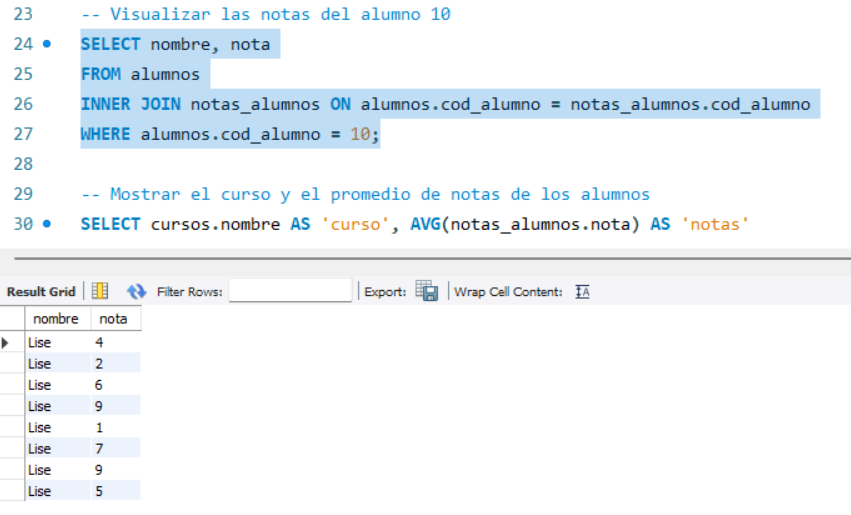 23 -- Visualizar las notas del alumno 10
24 SELECT nombre, nota
25 FROM alumnos
26 INNER JOIN notas_alumnos ON alumnos.cod_alumno = notas_alumnos.cod_alumno
27 WHERE alumnos.cod_alumno = 10;
28
29 -- Mostrar el curso y el promedio de notas de los alumnos
30 SELECT cursos.nombre AS 'curso', AVG(notas_alumnos.nota) AS 'notas'
Result Grid Filter Rows: Export: Wrap Cell Content: IA
nombre nota
Lise 4
Lise 2
Lise 6
Lise 9
Lise 1
Lise 7
Lise 9
Lise 5